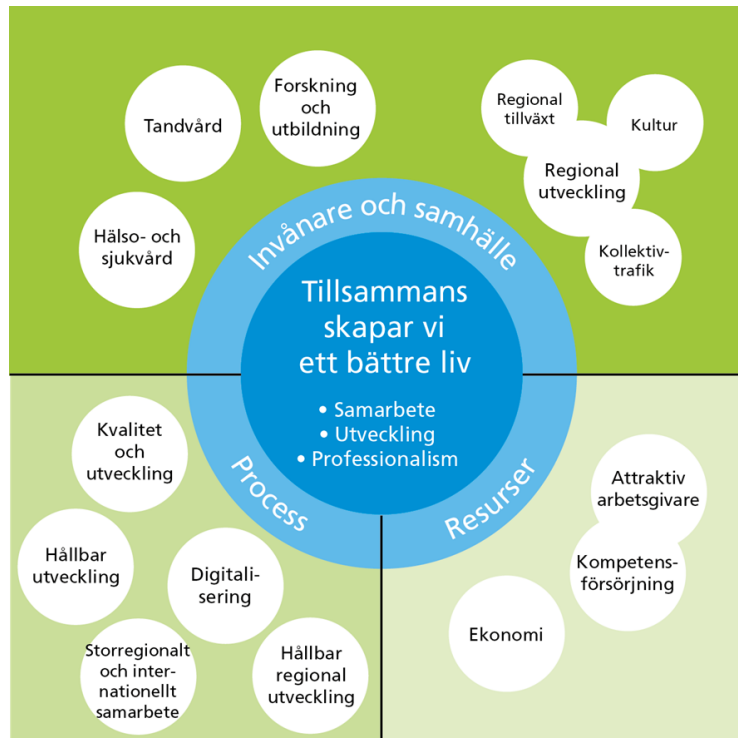 Forskning
och
utbildning
Tandvård
Hälso- och
sjukvård
Regional
tillväxt
Kultur
Regional
utveckling
Kollektiv-
trafik
Invånare och samhälle
Tillsammans
skapar vi
ett bättre liv
• Samarbete
• Utveckling
• Professionalism
Process
Resurser
Kvalitet
och
utveckling
Hållbar
utveckling
Digitali-
sering
Storregionalt
och inter-
nationellt
samarbete
Hållbar
regional
utveckling
Attraktiv
arbetsgivare
Kompetens-
försörjning
Ekonomi